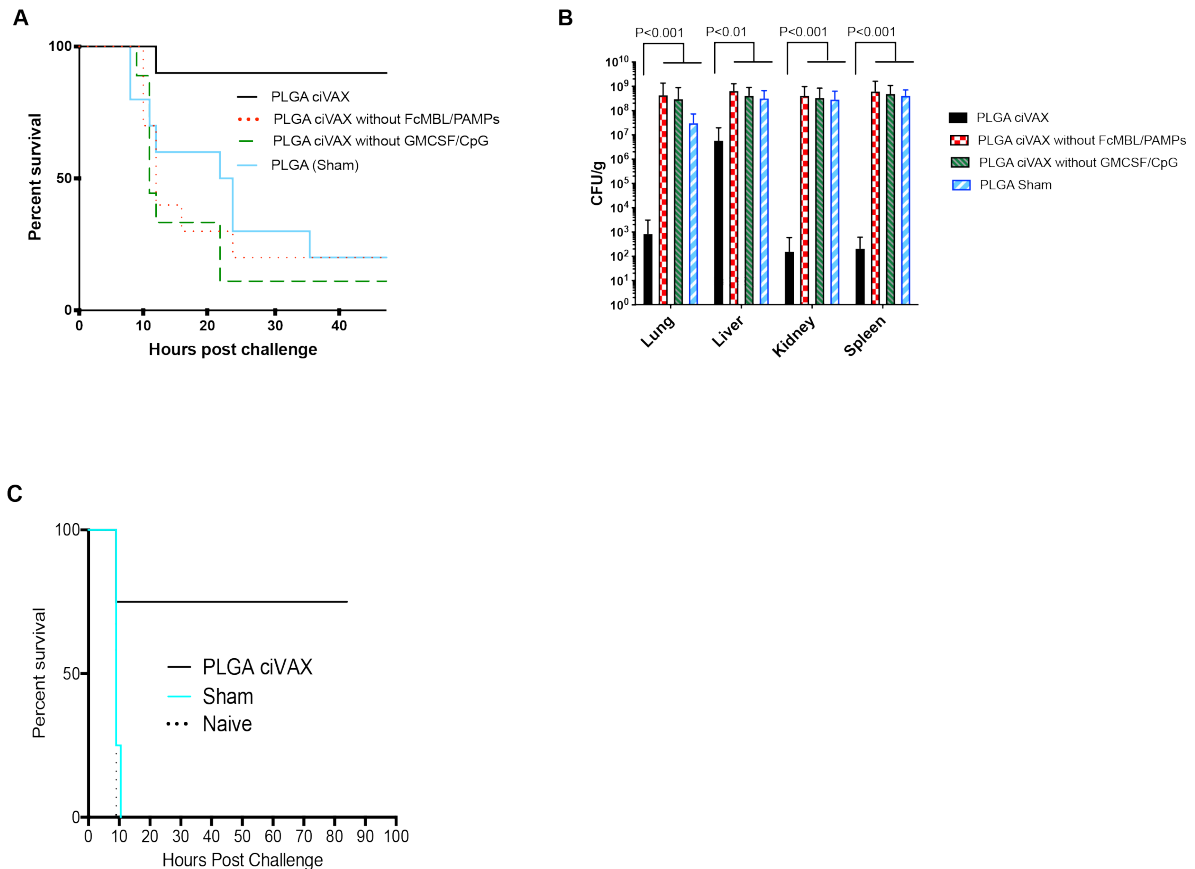 A
100
50
0
0 10 20 30 40
Percent survival
Hours post challenge
PLGA ciVAX
PLGA ciVAX without FcMBL/PAMPs
PLGA ciVAX without GMCSF/CpG
PLGA (Sham)
B
P<0.001 P<0.01 P<0.001 P<0.001
10^10
10^9
10^8
10^7
10^6
10^5
10^4
10^3
10^2
10^1
10^0
CFU/g
Lung Liver Kidney Spleen
PLGA ciVAX
PLGA ciVAX without FcMBL/PAMPs
PLGA ciVAX without GMCSF/CpG
PLGA Sham
C
100
50
0
0 10 20 30 40 50 60 70 80 90 100
Percent survival
Hours Post Challenge
PLGA ciVAX
Sham
Naive